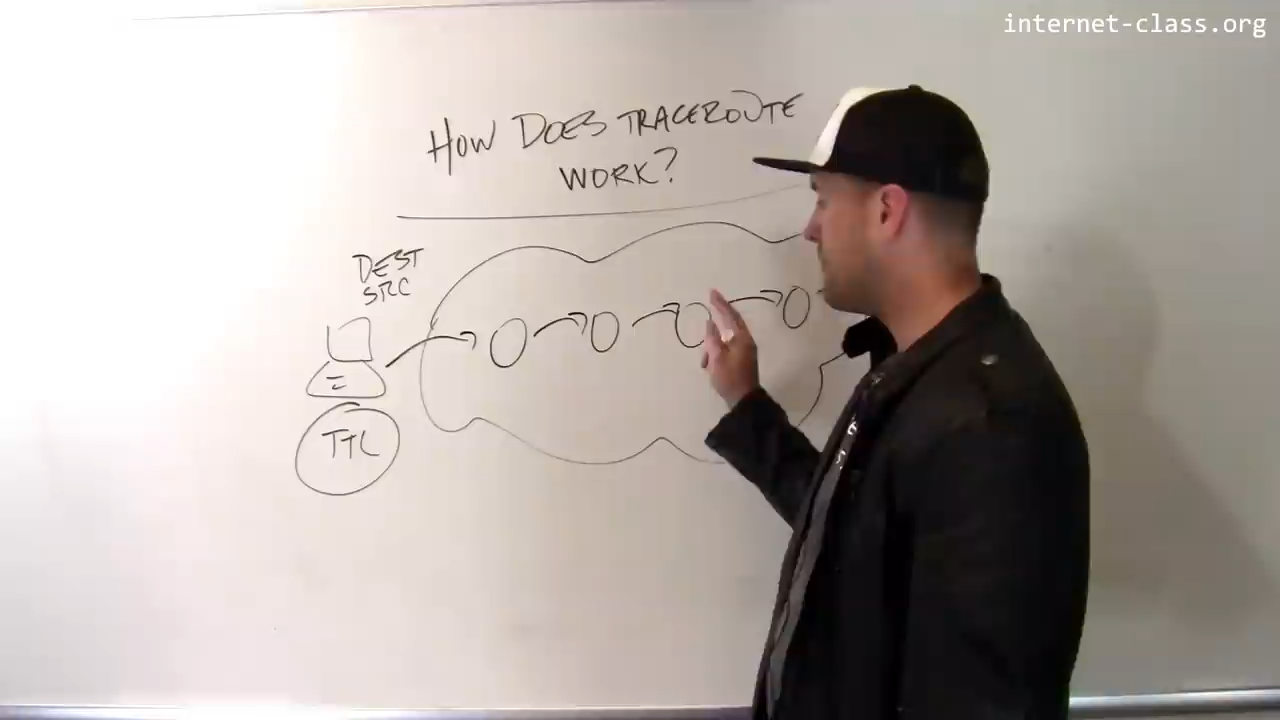 internet-class.org
HOW DOES TRACEROUTE
WORK?
DEST
SRC
TTL